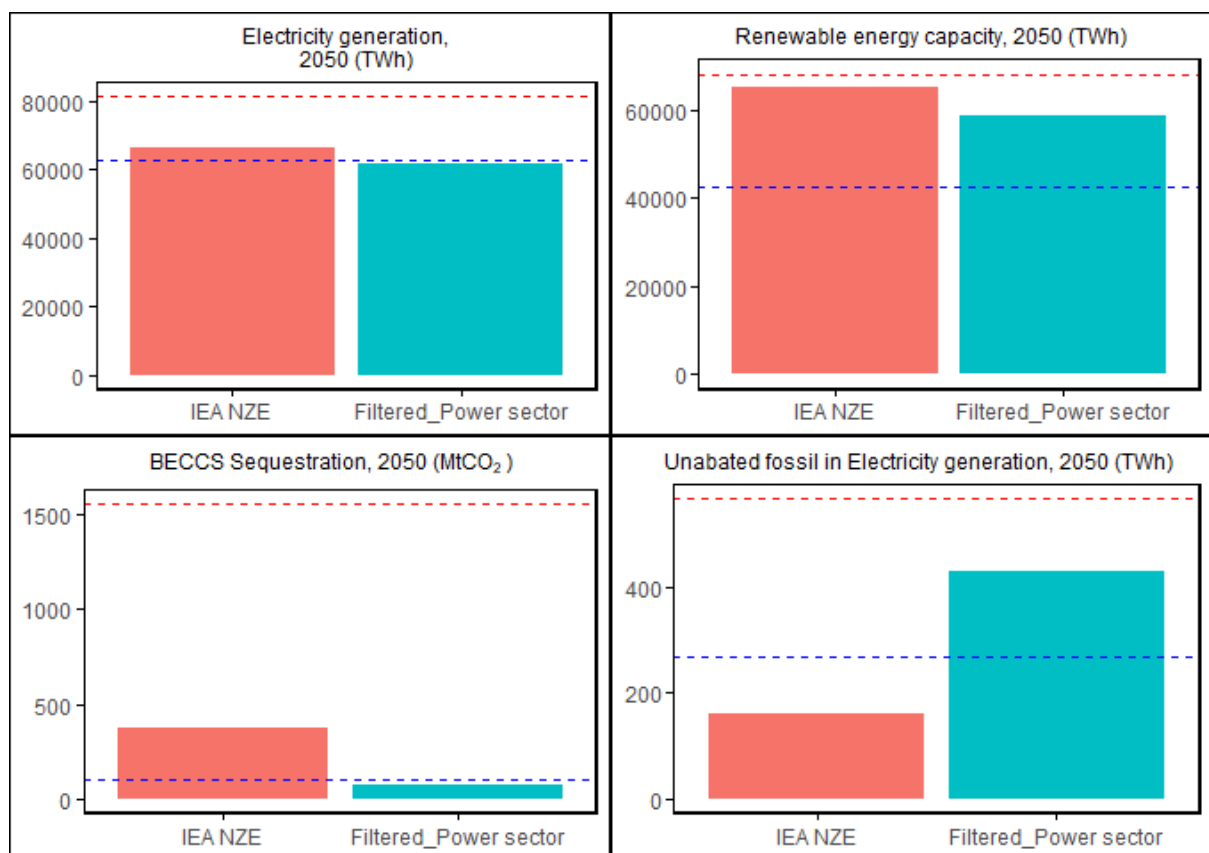 Electricity generation,
2050 (TWh)
80000
60000
40000
20000
0
IEA NZE
Filtered_Power sector
Renewable energy capacity, 2050 (TWh)
60000
40000
20000
0
IEA NZE
Filtered_Power sector
BECCS Sequestration, 2050 (MtCO₂ )
1500
1000
500
0
IEA NZE
Filtered_Power sector
Unabated fossil in Electricity generation, 2050 (TWh)
400
200
0
IEA NZE
Filtered_Power sector